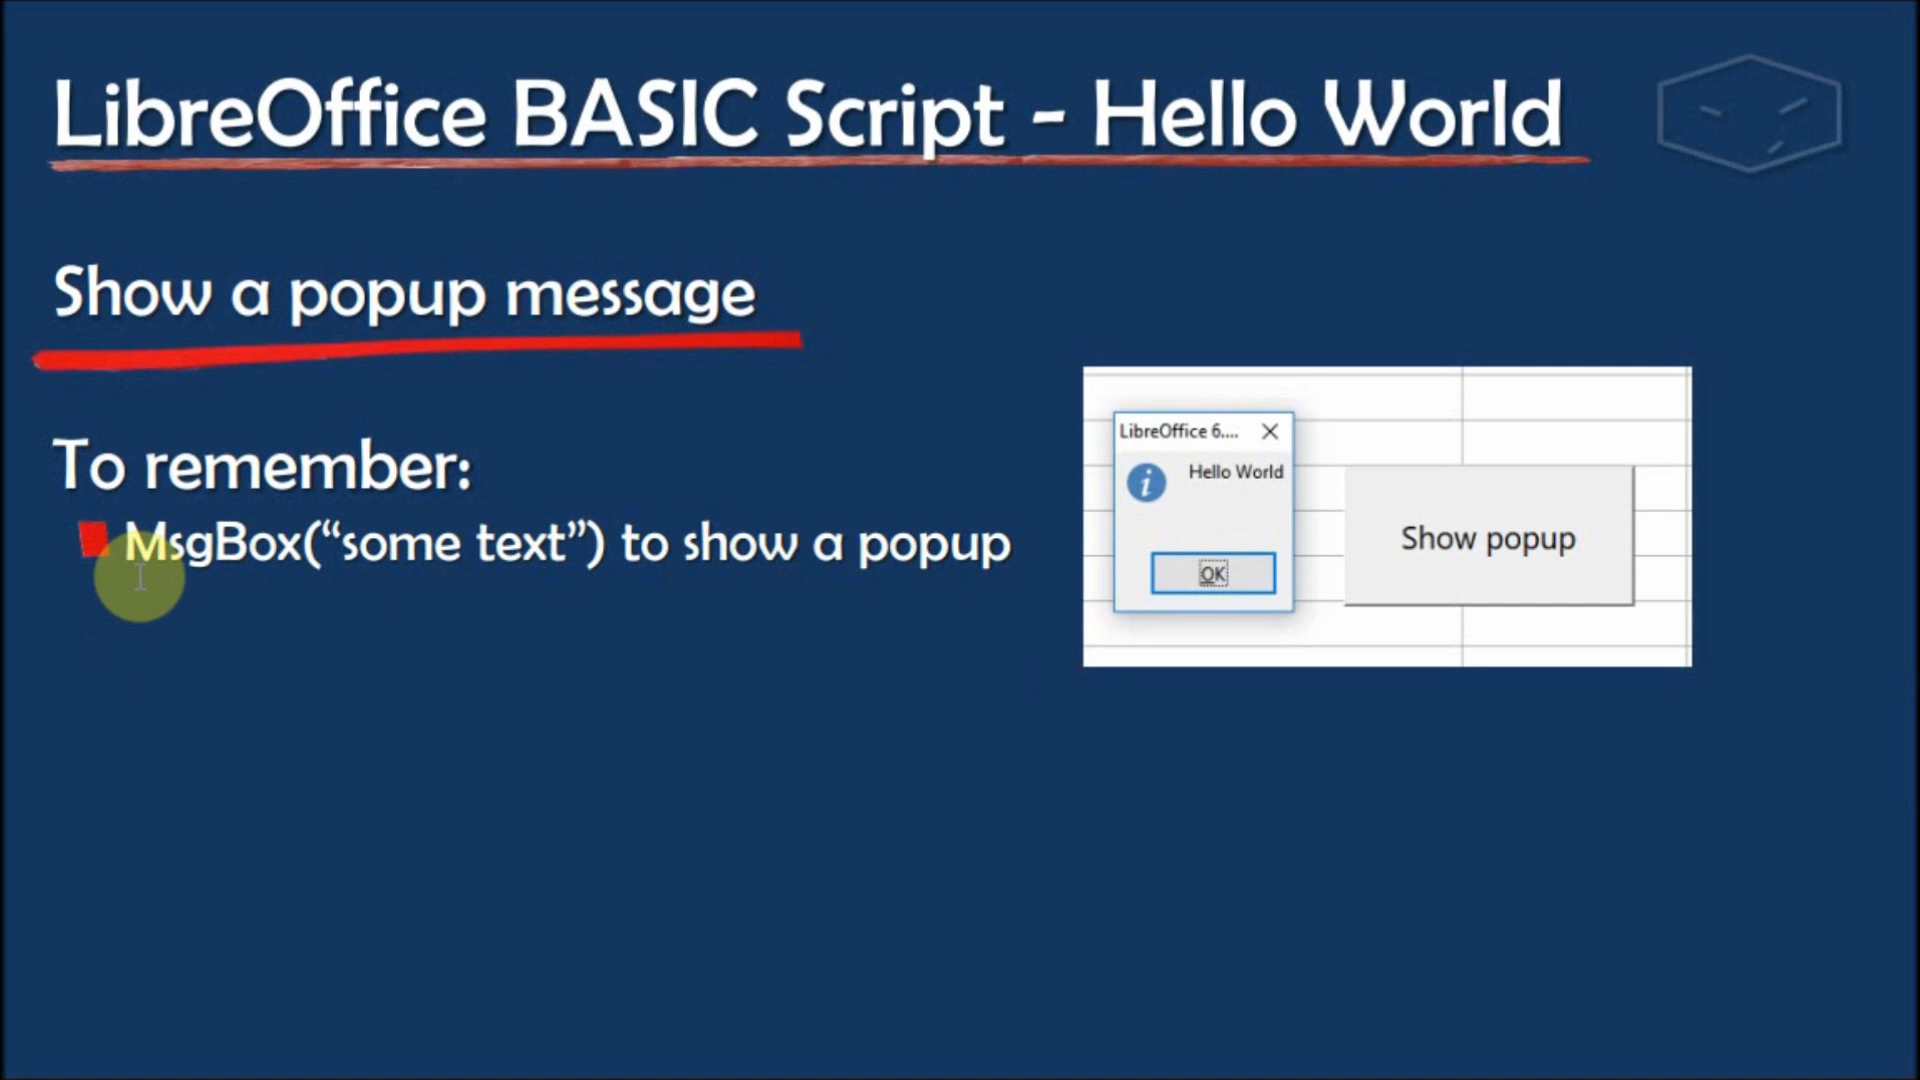 LibreOffice BASIC Script - Hello World
Show a popup message
To remember:
MsgBox(“some text”) to show a popup
LibreOffice 6....
Hello World
OK
Show popup